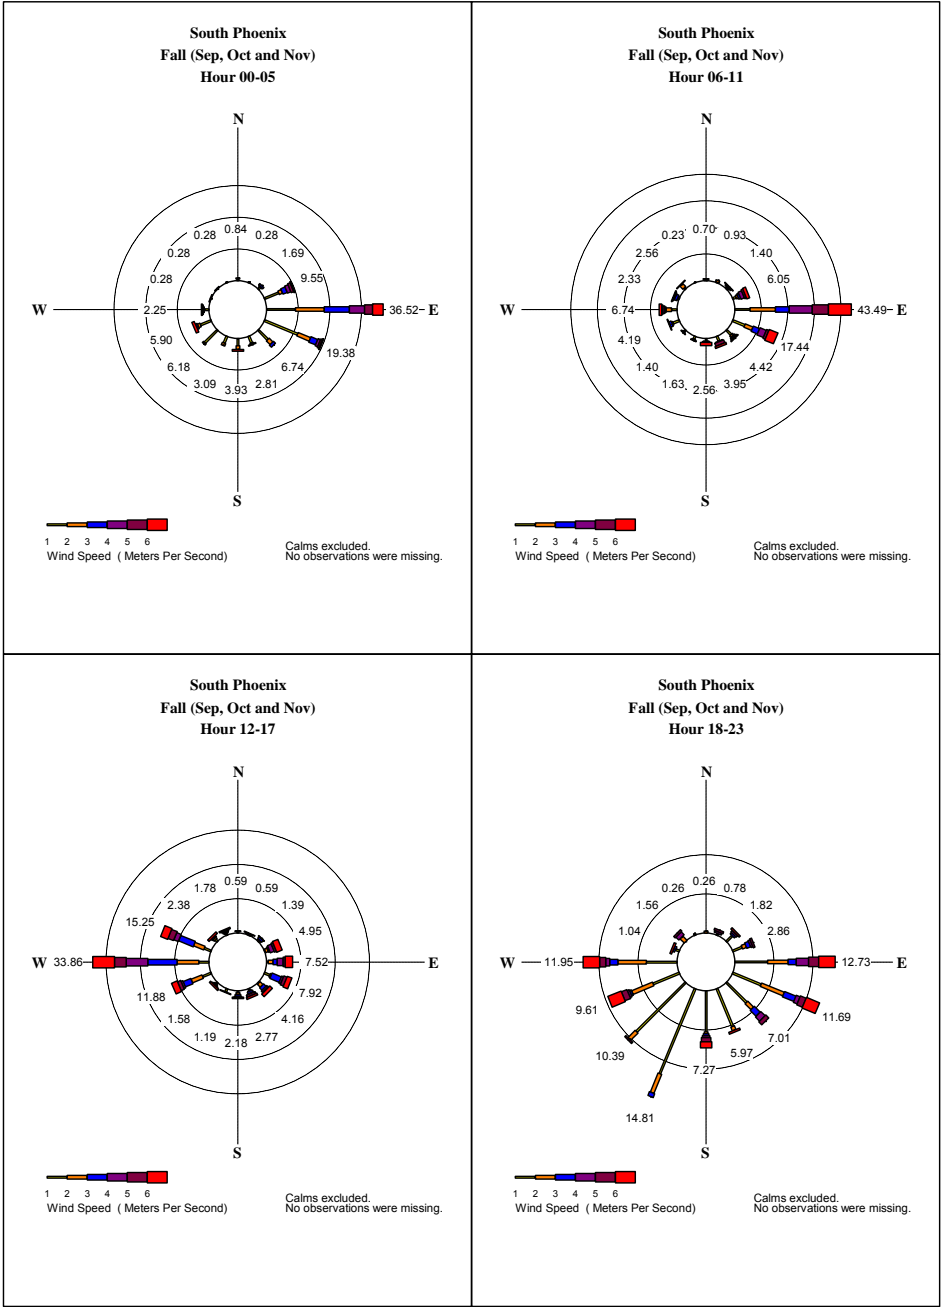 South Phoenix
Fall (Sep, Oct and Nov)
Hour 00-05
N
0.28 0.84 0.28
0.28 1.69
0.28 9.55
W 2.25 36.52 E
5.90 19.38
6.18 6.74
3.09 3.93 2.81
S
1 2 3 4 5 6
Wind Speed ( Meters Per Second)
Calms excluded.
No observations were missing.
South Phoenix
Fall (Sep, Oct and Nov)
Hour 06-11
N
0.23 0.70 0.93
2.56 1.40
2.33 6.05
W 6.74 43.49 E
4.19 17.44
1.40 4.42
1.63 2.56 3.95
S
1 2 3 4 5 6
Wind Speed ( Meters Per Second)
Calms excluded.
No observations were missing.
South Phoenix
Fall (Sep, Oct and Nov)
Hour 12-17
N
1.78 0.59 0.59
2.38 1.39
15.25 4.95
W 33.86 7.52 E
11.88 7.92
1.58 4.16
1.19 2.18 2.77
S
1 2 3 4 5 6
Wind Speed ( Meters Per Second)
Calms excluded.
No observations were missing.
South Phoenix
Fall (Sep, Oct and Nov)
Hour 18-23
N
0.26 0.26 0.78
1.56 1.82
1.04 2.86
W 11.95 12.73 E
9.61 11.69
10.39 7.01
14.81 7.27 5.97
S
1 2 3 4 5 6
Wind Speed ( Meters Per Second)
Calms excluded.
No observations were missing.